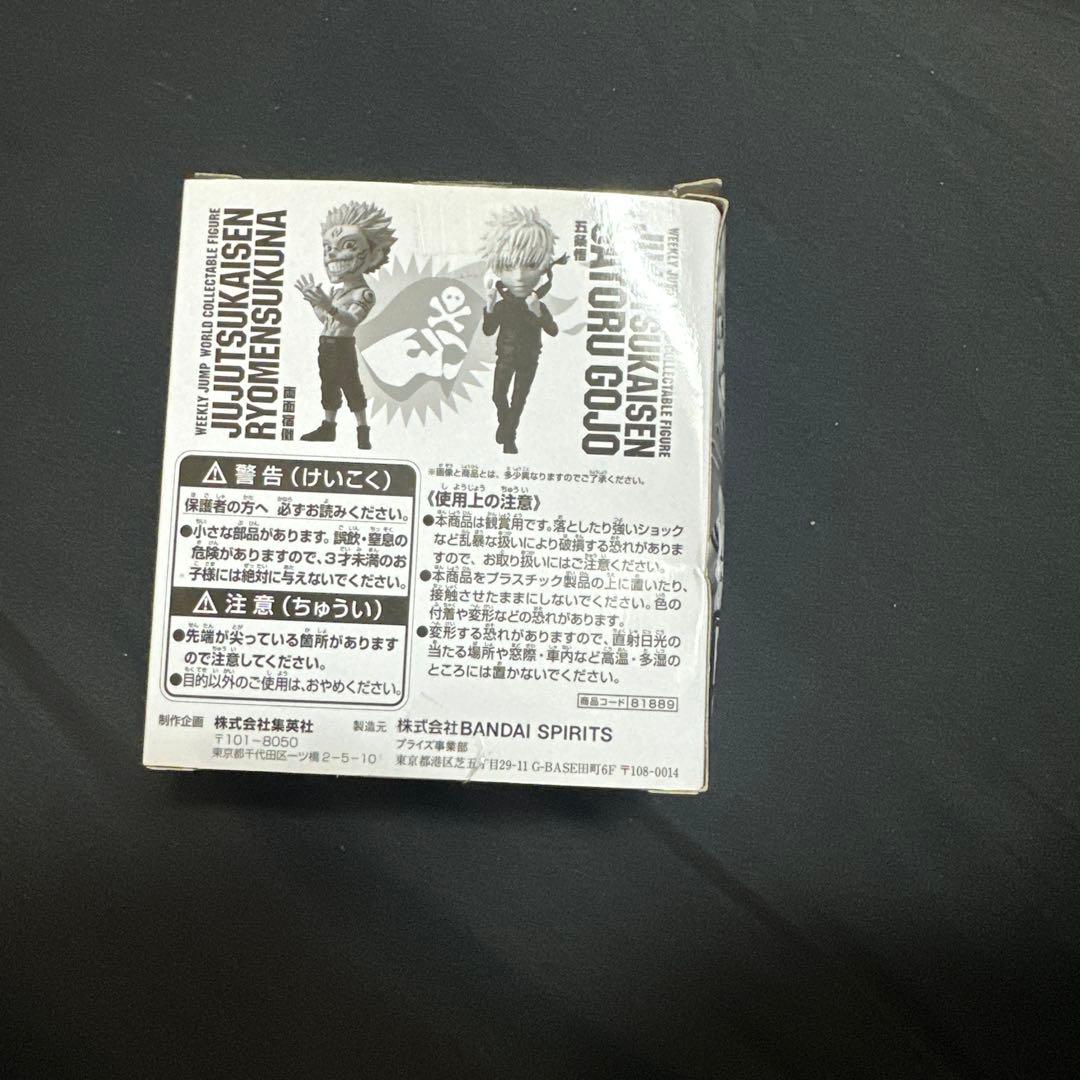 WEEKLY JUMP WORLD COLLECTABLE FIGURE
JUJUTSUKAISEN
RYOMENSUKUNA
両面宿儺
五条悟
SATORU GOJO
WEEKLY COLLECTABLE FIGURE
※画像と商品とは、多少異なりますのでご了承ください。
警告(けいこく)
保護者の方へ 必ずお読みください。
●小さな部品があります。誤飲・窒息の
危険がありますので、3才未満のお
子様には絶対に与えないでください。
注意(ちゅうい)
●先端が尖っている箇所があります
ので注意してください。
●目的以外のご使用は、おやめください。
《使用上の注意》
●本商品は観賞用です。落としたり強いショック
など乱暴な扱いにより破損する恐れがありま
すので、お取り扱いにはご注意ください。
●本商品をプラスチック製品の上に置いたり、
接触させたままにしないでください。色の
付着や変形などの恐れがあります。
●変形する恐れがありますので、直射日光の
当たる場所や窓際・車内など高温・多湿の
ところには置かないでください。
商品コード 81889
制作企画 株式会社集英社
〒101-8050
東京都千代田区一ツ橋2-5-10
製造元 株式会社BANDAI SPIRITS
プライズ事業部
東京都港区芝五丁目29-11 G-BASE田町6F 〒108-0014